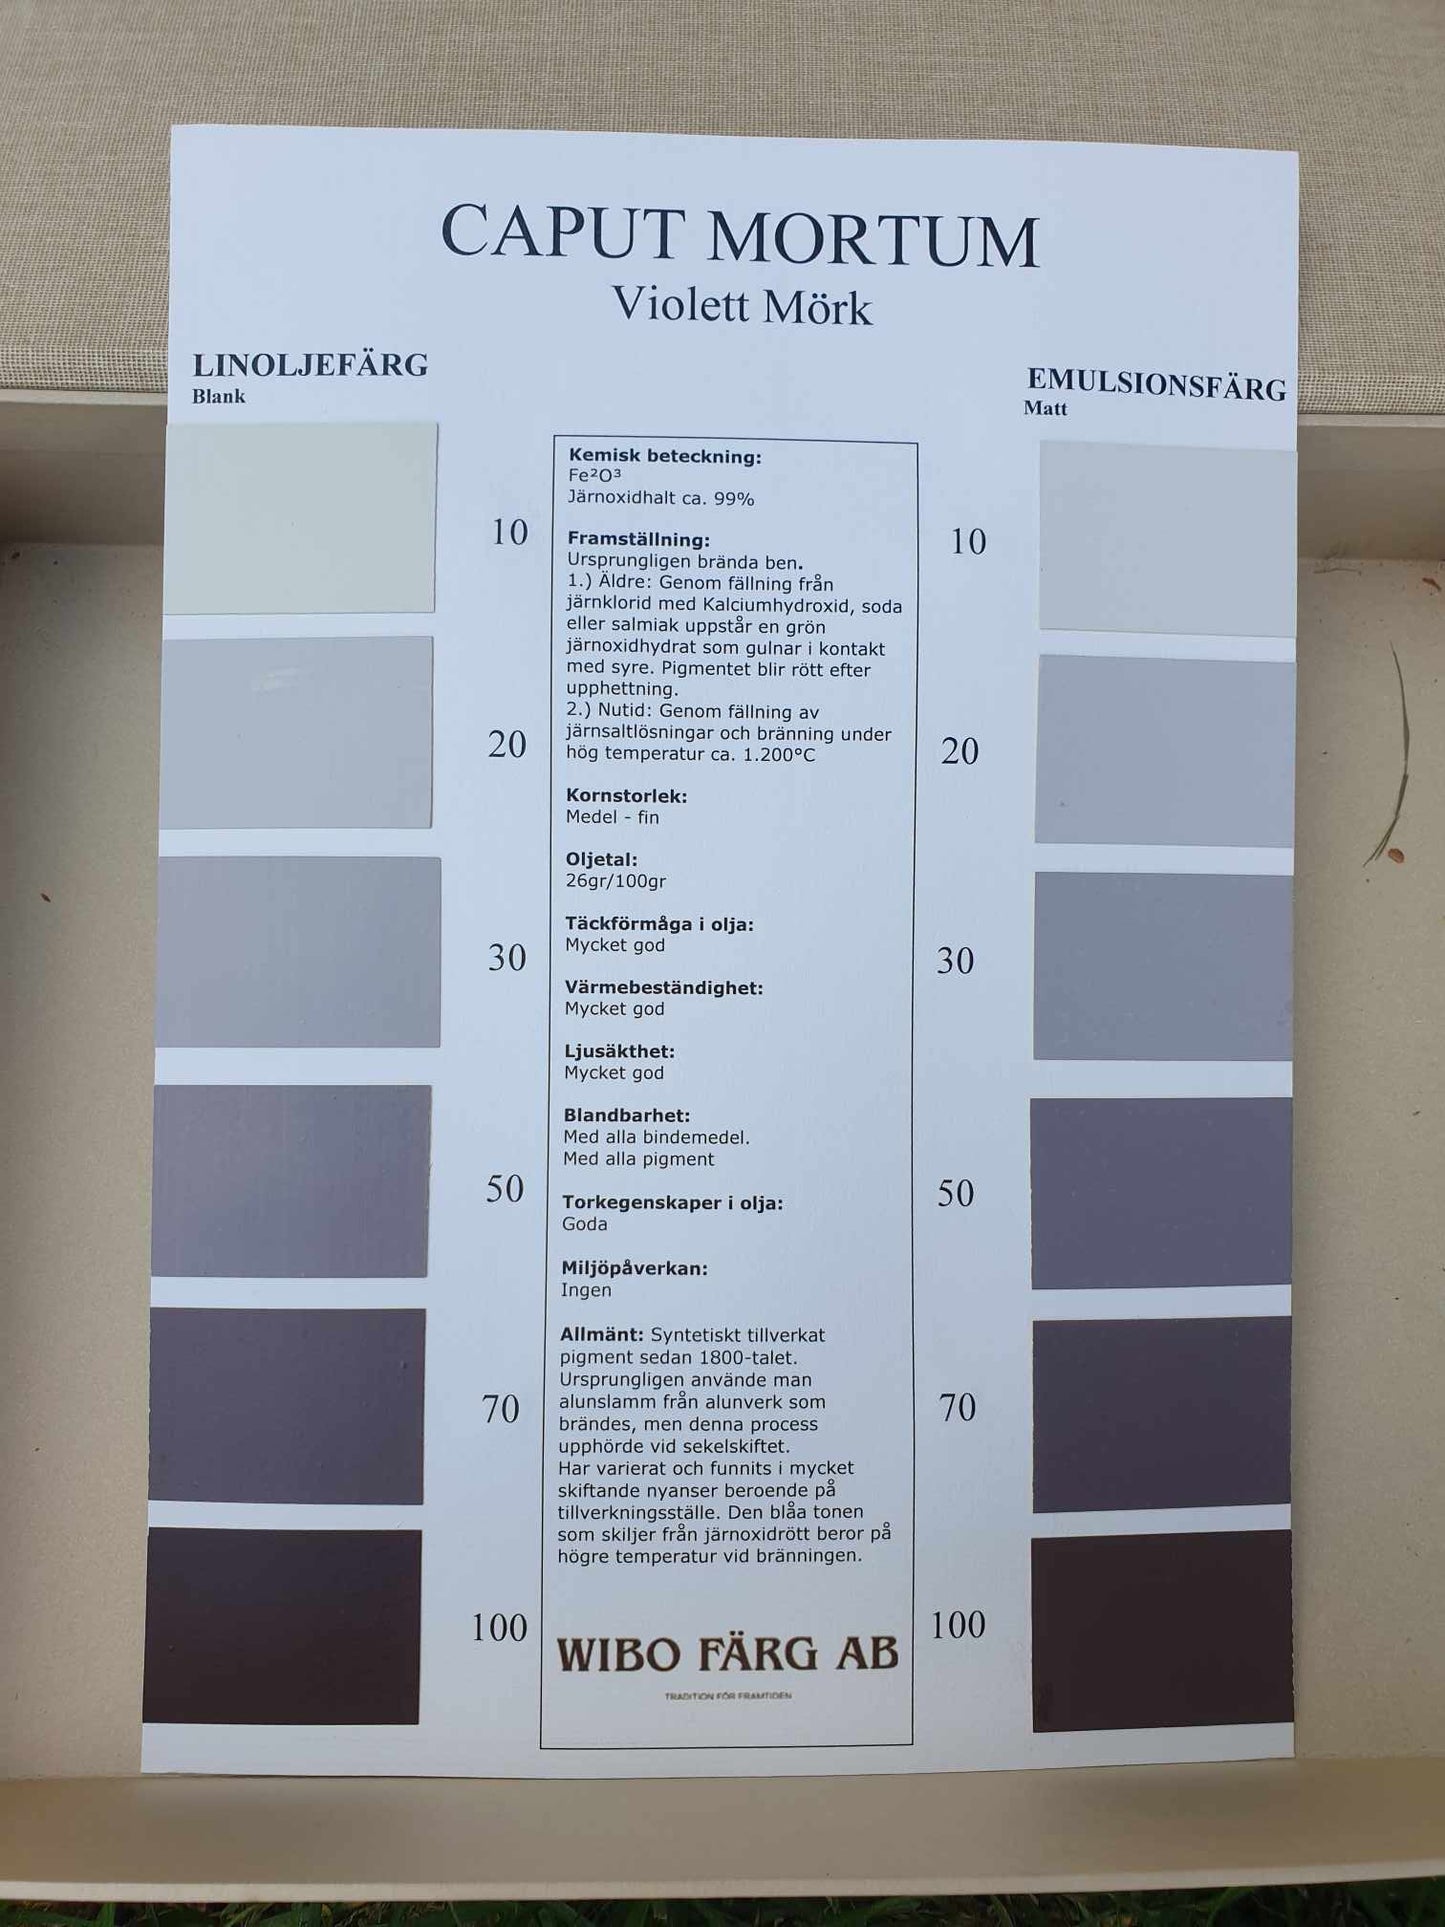 CAPUT MORTUM
Violett Mörk
LINOLJEFÄRG
Blank
EMULSIONSFÄRG
Matt
10
20
30
50
70
100
Kemisk beteckning:
Fe²O³
Järnoxidhalt ca. 99%
Framställning:
Ursprungligen brända ben.
1.) Äldre: Genom fällning från
järnklorid med Kalciumhydroxid, soda
eller salmiak uppstår en grön
järnoxidhydrat som gulnar i kontakt
med syre. Pigmentet blir rött efter
upphettning.
2.) Nutid: Genom fällning av
järnsaltlösningar och bränning under
hög temperatur ca. 1.200°C
Kornstorlek:
Medel - fin
Oljetal:
26gr/100gr
Täckförmåga i olja:
Mycket god
Värmebeständighet:
Mycket god
Ljusäkthet:
Mycket god
Blandbarhet:
Med alla bindemedel.
Med alla pigment
Torkegenskaper i olja:
Goda
Miljöpåverkan:
Ingen
Allmänt: Syntetiskt tillverkat
pigment sedan 1800-talet.
Ursprungligen använde man
alunslamm från alunverk som
brändes, men denna process
upphörde vid sekelskiftet.
Har varierat och funnits i mycket
skiftande nyanser beroende på
tillverkningsställe. Den blåa tonen
som skiljer från järnoxidrött beror på
högre temperatur vid bränningen.
WIBO FÄRG AB
TRADITION FÖR FRAMTIDEN
10
20
30
50
70
100